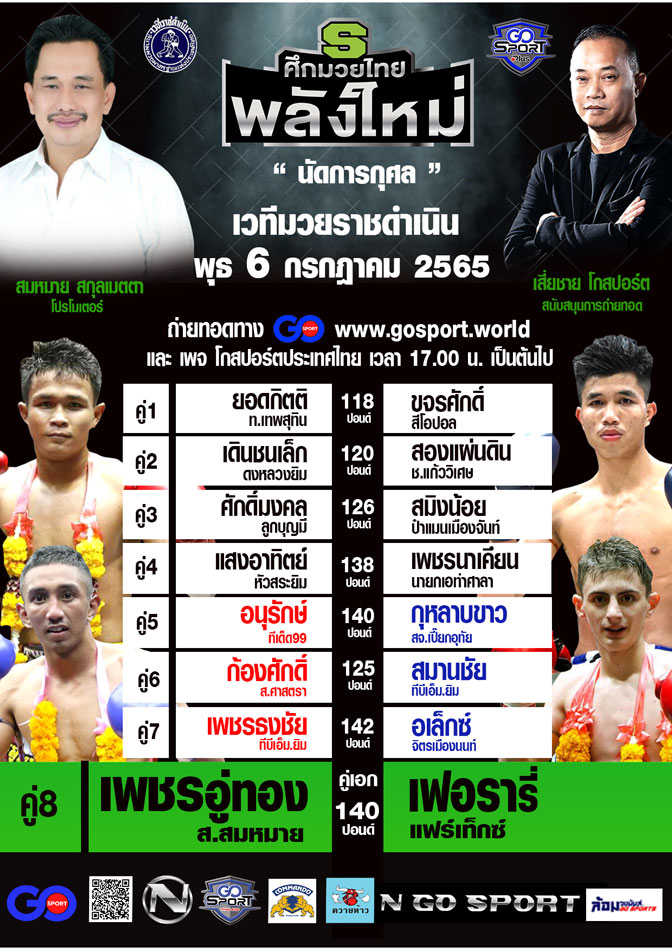 GO
SPORT
Plus
S
ศึกมวยไทย
พลังใหม่
“ นัดการกุศล ”
เวทีมวยราชดำเนิน
พุธ 6 กรกฎาคม 2565
สมหมาย สกุลเมตตา
โปรโมเตอร์
เสี่ยชาย โกสปอร์ต
สนับสนุนการถ่ายทอด
ถ่ายทอดทาง GO SPORT www.gosport.world
และ เพจ โกสปอร์ตประเทศไทย เวลา 17.00 น. เป็นต้นไป
คู่1 ยอดกิตติ 118 ขจรศักดิ์
ท.เทพสุทิน ปอนด์ สีโอปอล
คู่2 เดินชนเล็ก 120 สองแผ่นดิน
ดงหลวงยิม ปอนด์ ช.แก้ววิเศษ
คู่3 ศักดิ์มงคล 126 สมิงน้อย
ลูกบุญมี ปอนด์ ป๋าแมนเมืองจันท์
คู่4 แสงอาทิตย์ 138 เพชรนาเคียน
หัวสระยิม ปอนด์ นายกเอท่าศาลา
คู่5 อนุรักษ์ 140 กุหลาบขาว
ทีเด็ด99 ปอนด์ สจ.เปี๊ยกอุทัย
คู่6 ก้องศักดิ์ 125 สมานชัย
ส.ศาสตรา ปอนด์ ทีบีเอ็ม.ยิม
คู่7 เพชรธงชัย 142 อเล็กซ์
ทีบีเอ็ม.ยิม ปอนด์ จิตรเมืองนนท์
คู่8 เพชรอู่ทอง คู่เอก เฟอรารี่
ส.สมหมาย 140 ปอนด์ แฟร์เท็กซ์
GO SPORT
N
GO SPORT
COMMANDO
ควายหาว
N GO SPORT
ล้อมวงมันส์
GO SPORTS